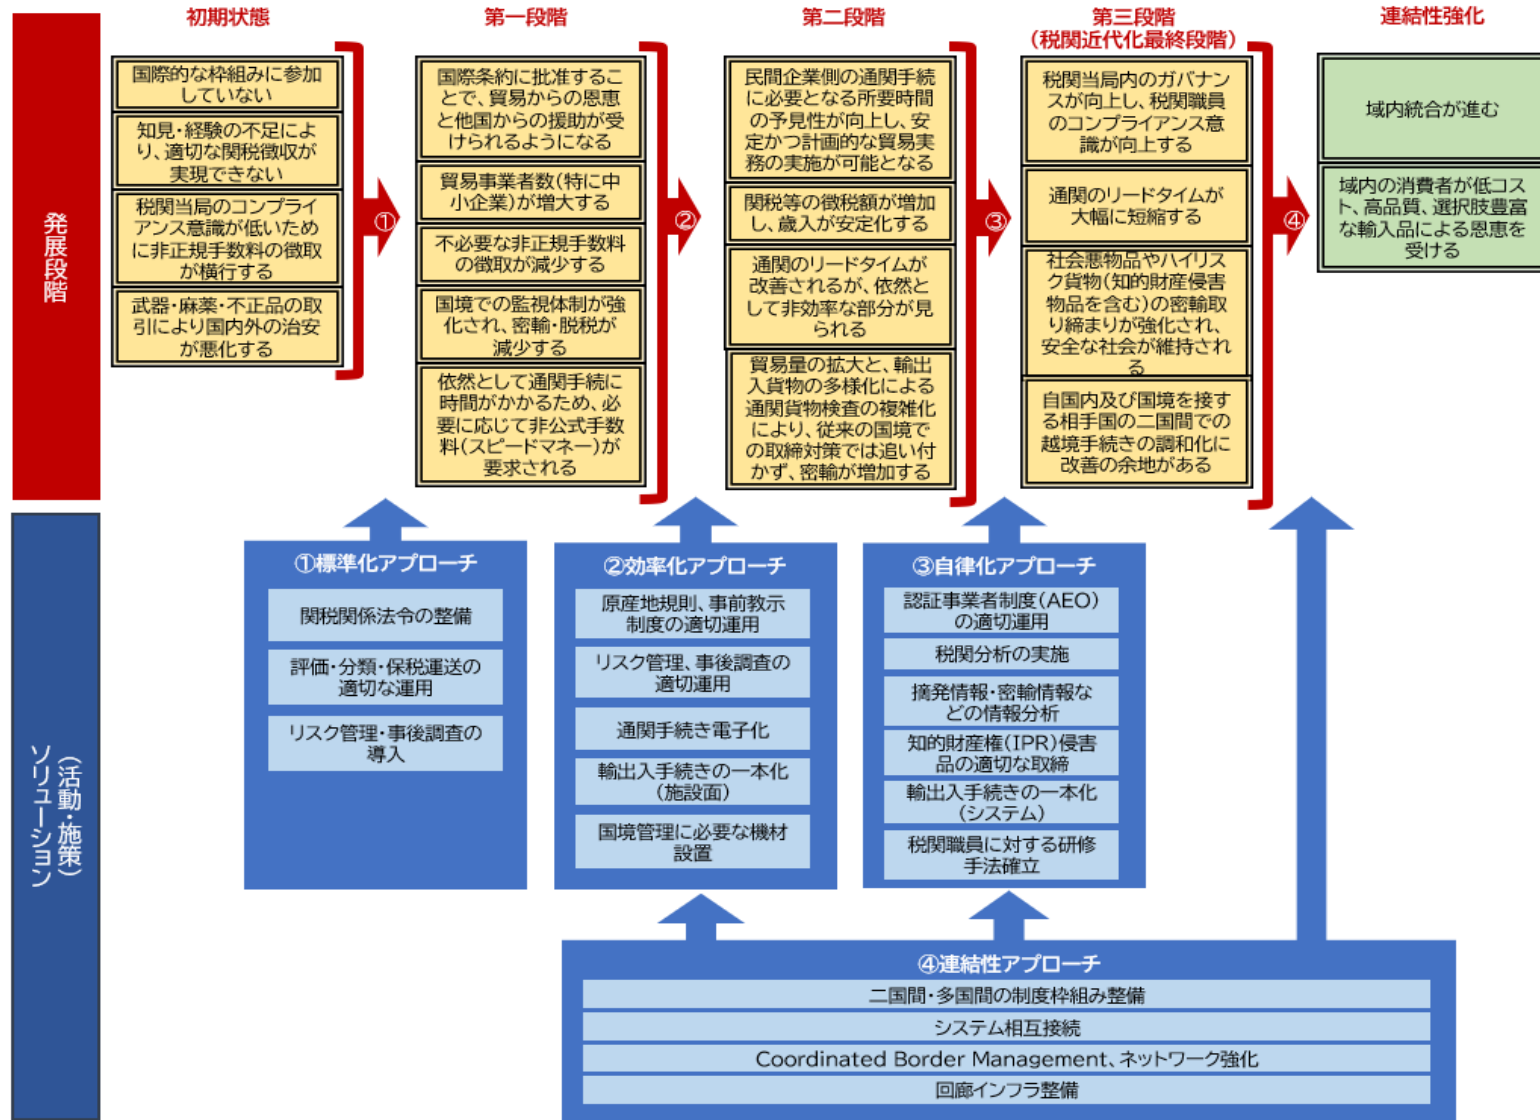 初期状態
第一段階
第二段階
第三段階
(税関近代化最終段階)
連結性強化
発展段階
国際的な枠組みに参加
していない
知見・経験の不足によ
り、適切な関税徴収が
実現できない
税関当局のコンプライ
アンス意識が低いため
に非正規手数料の徴取
が横行する
武器・麻薬・不正品の取
引により国内外の治安
が悪化する
①
国際条約に批准するこ
とで、貿易からの恩恵
と他国からの援助が受
けられるようになる
貿易事業者数(特に中
小企業)が増大する
不必要な非正規手数料
の徴取が減少する
国境での監視体制が強
化され、密輸・脱税が
減少する
依然として通関手続に
時間がかかるため、必
要に応じて非公式手数
料(スピードマネー)が
要求される
②
民間企業側の通関手続
に必要となる所要時間
の予見性が向上し、安
定かつ計画的な貿易実
務の実施が可能となる
関税等の徴税額が増加
し、歳入が安定化する
通関のリードタイムが
改善されるが、依然と
して非効率な部分が見
られる
貿易量の拡大と、輸出
入貨物の多様化による
通関貨物検査の複雑化
により、従来の国境で
の取締対策では追い付
かず、密輸が増加する
③
税関当局内のガバナン
スが向上し、税関職員
のコンプライアンス意
識が向上する
通関のリードタイムが
大幅に短縮する
社会悪物品やハイリス
ク貨物(知的財産侵害
物品を含む)の密輸取
り締まりが強化され、
安全な社会が維持され
る
自国内及び国境を接す
る相手国の二国間での
越境手続きの調和化に
改善の余地がある
④
域内統合が進む
域内の消費者が低コス
ト、高品質、選択肢豊富
な輸入品による恩恵を
受ける
ソリューション
(活動・施策)
①標準化アプローチ
関税関係法令の整備
評価・分類・保税運送の
適切な運用
リスク管理・事後調査の
導入
②効率化アプローチ
原産地規則、事前教示
制度の適切運用
リスク管理、事後調査の
適切運用
通関手続き電子化
輸出入手続きの一本化
(施設面)
国境管理に必要な機材
設置
③自律化アプローチ
認証事業者制度(AEO)
の適切運用
税関分析の実施
摘発情報・密輸情報な
どの情報分析
知的財産権(IPR)侵害
品の適切な取締
輸出入手続きの一本化
(システム)
税関職員に対する研修
手法確立
④連結性アプローチ
二国間・多国間の制度枠組み整備
システム相互接続
Coordinated Border Management、ネットワーク強化
回廊インフラ整備